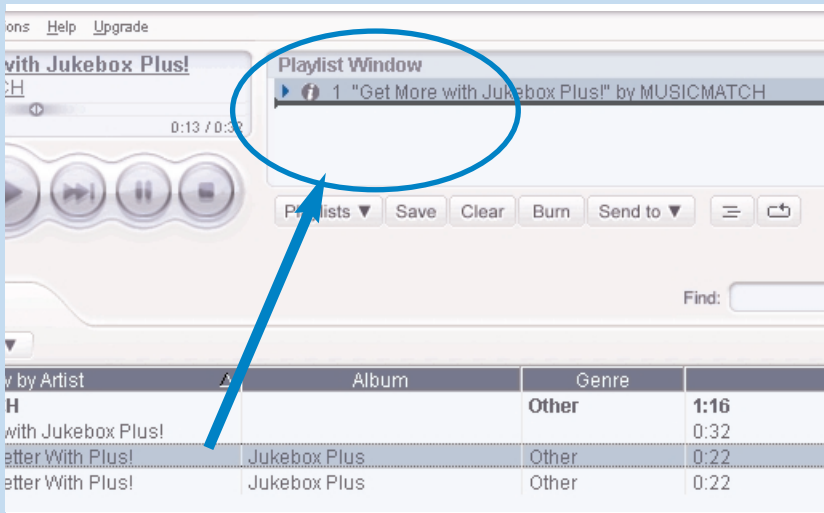 ons Help Upgrade
with Jukebox Plus!
CH
0:13 / 0:32
Playlist Window
1 "Get More with Jukebox Plus!" by MUSICMATCH
Playlists Save Clear Burn Send to
Find:
w by Artist Album Genre
H Other 1:16
with Jukebox Plus! 0:32
etter With Plus! Jukebox Plus Other 0:22
etter With Plus! Jukebox Plus Other 0:22